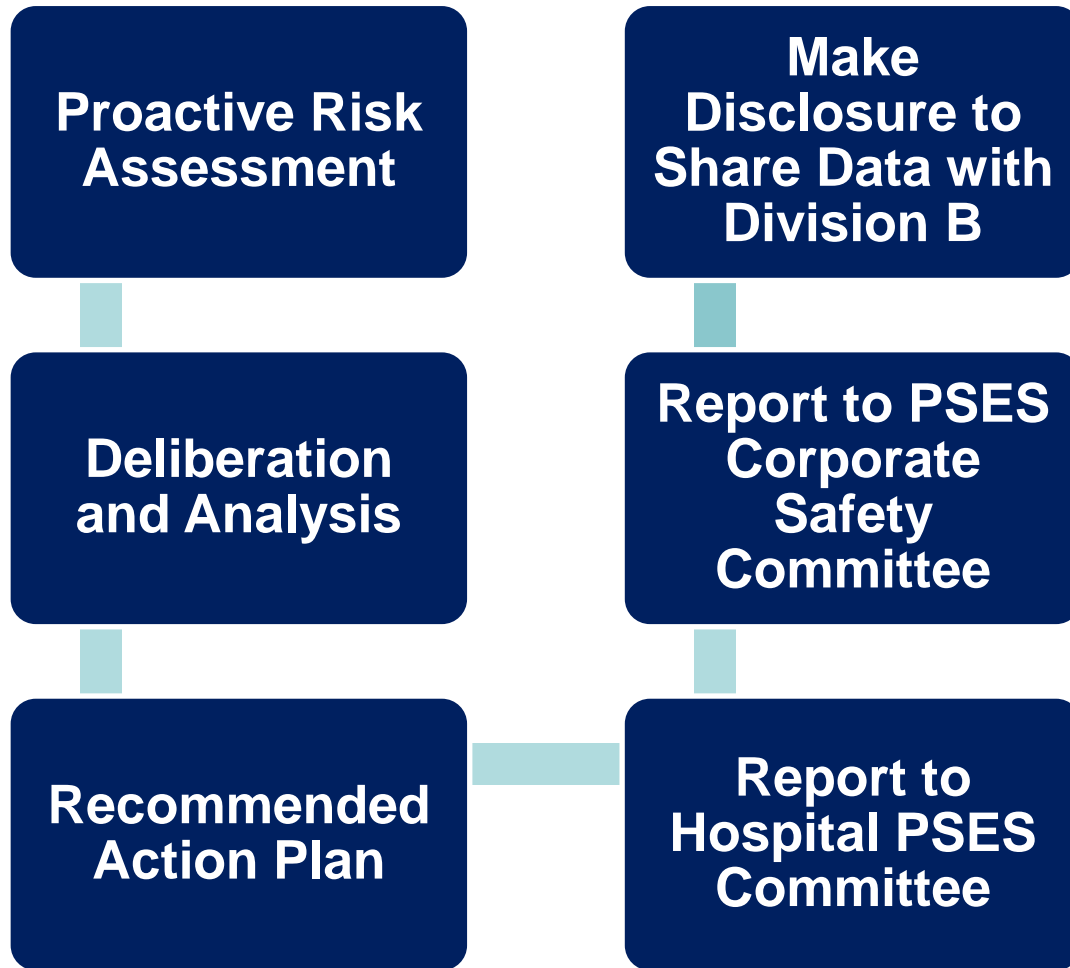 Proactive Risk
Assessment
Deliberation
and Analysis
Recommended
Action Plan
Report to
Hospital PSES
Committee
Report to PSES
Corporate
Safety
Committee
Make
Disclosure to
Share Data with
Division B